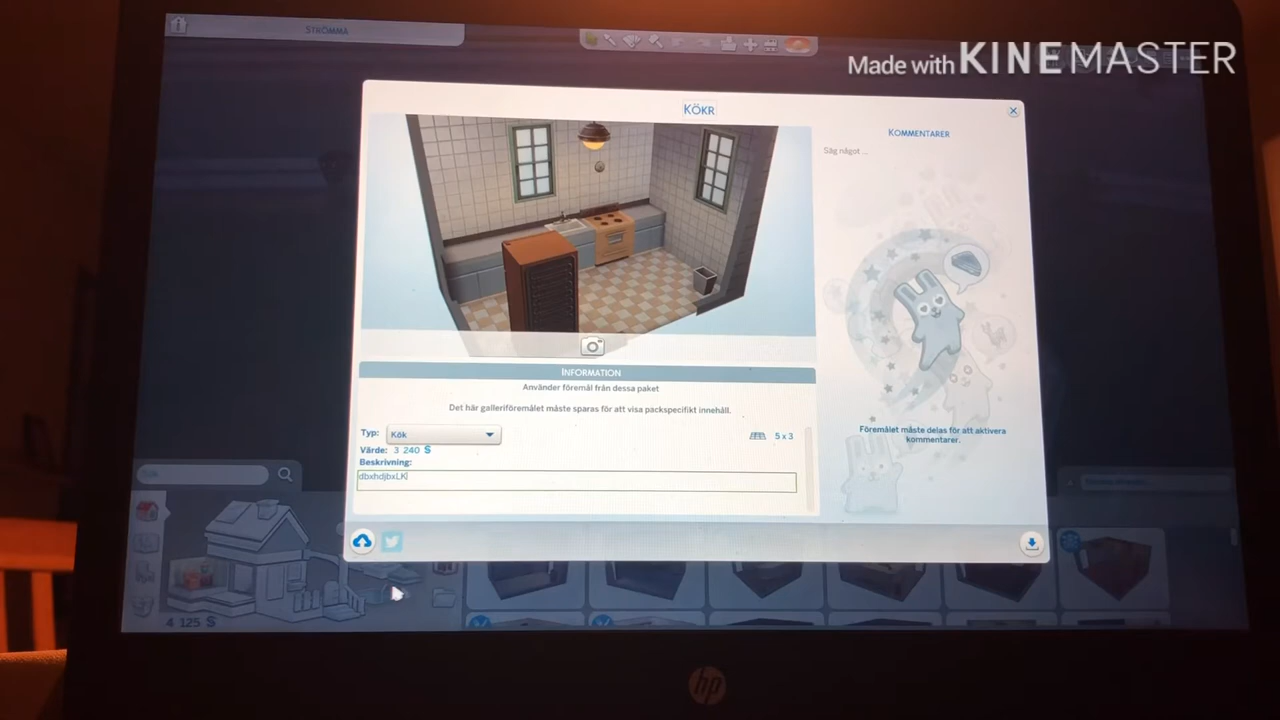 STRÖMMA
Made with KINEMASTER
KÖKR
KOMMENTARER
Säg något ...
INFORMATION
Använder föremål från dessa paket
Det här galleriföremålet måste sparas för att visa packspecifikt innehåll.
Typ: Kök
5 x 3
Värde: 3 240 $
Beskrivning:
dbxhdjbxLK
Föremålet måste delas för att aktivera
kommentarer.
4 125 $
hp